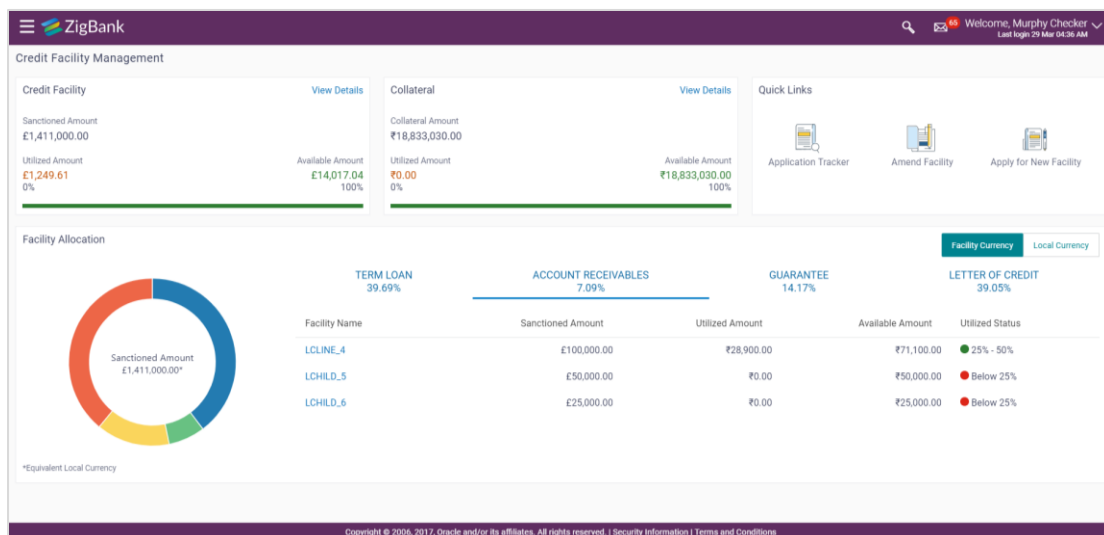 ZigBank
65
Welcome, Murphy Checker
Last login 29 Mar 04:36 AM
Credit Facility Management
Credit Facility
View Details
Sanctioned Amount
£1,411,000.00
Utilized Amount
Available Amount
£1,249.61
£14,017.04
0%
100%
Collateral
View Details
Collateral Amount
₹18,833,030.00
Utilized Amount
Available Amount
₹0.00
₹18,833,030.00
0%
100%
Quick Links
Application Tracker
Amend Facility
Apply for New Facility
Facility Allocation
Facility Currency
Local Currency
Sanctioned Amount
£1,411,000.00*
*Equivalent Local Currency
TERM LOAN
39.69%
ACCOUNT RECEIVABLES
7.09%
GUARANTEE
14.17%
LETTER OF CREDIT
39.05%
Facility Name Sanctioned Amount Utilized Amount Available Amount Utilized Status
LCLINE_4 £100,000.00 ₹28,900.00 ₹71,100.00 25% - 50%
LCHILD_5 £50,000.00 ₹0.00 ₹50,000.00 Below 25%
LCHILD_6 £25,000.00 ₹0.00 ₹25,000.00 Below 25%
Copyright © 2006, 2017, Oracle and/or its affiliates. All rights reserved. | Security Information | Terms and Conditions